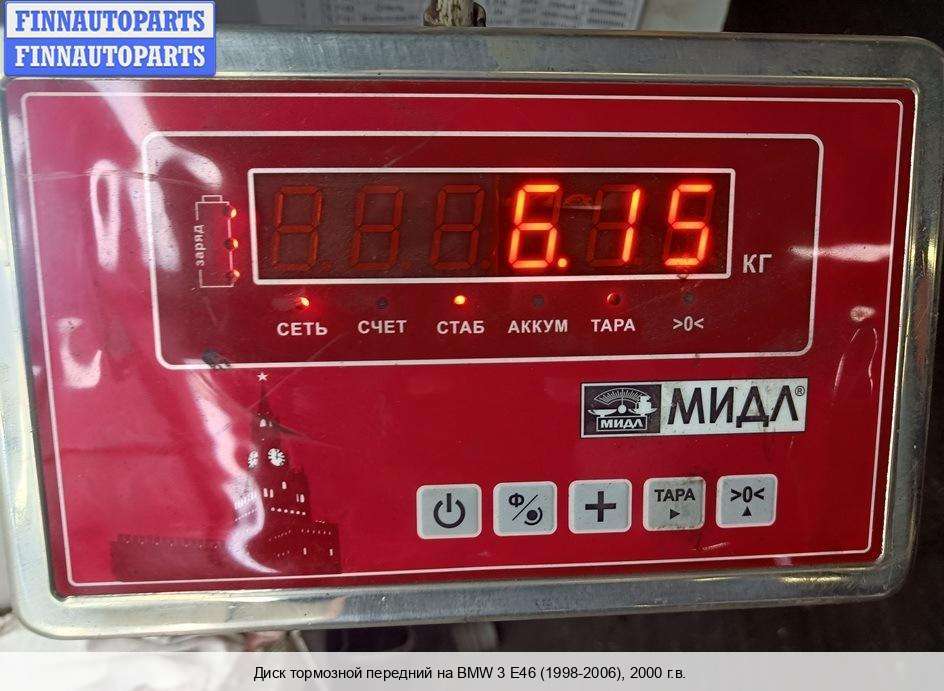 FINNAUTOPARTS
FINNAUTOPARTS
заряд
6.15
КГ
СЕТЬ СЧЕТ СТАБ АККУМ ТАРА >0<
МИДЛ МИДЛ®
Ф ТАРА >0<
Диск тормозной передний на BMW 3 E46 (1998-2006), 2000 г.в.